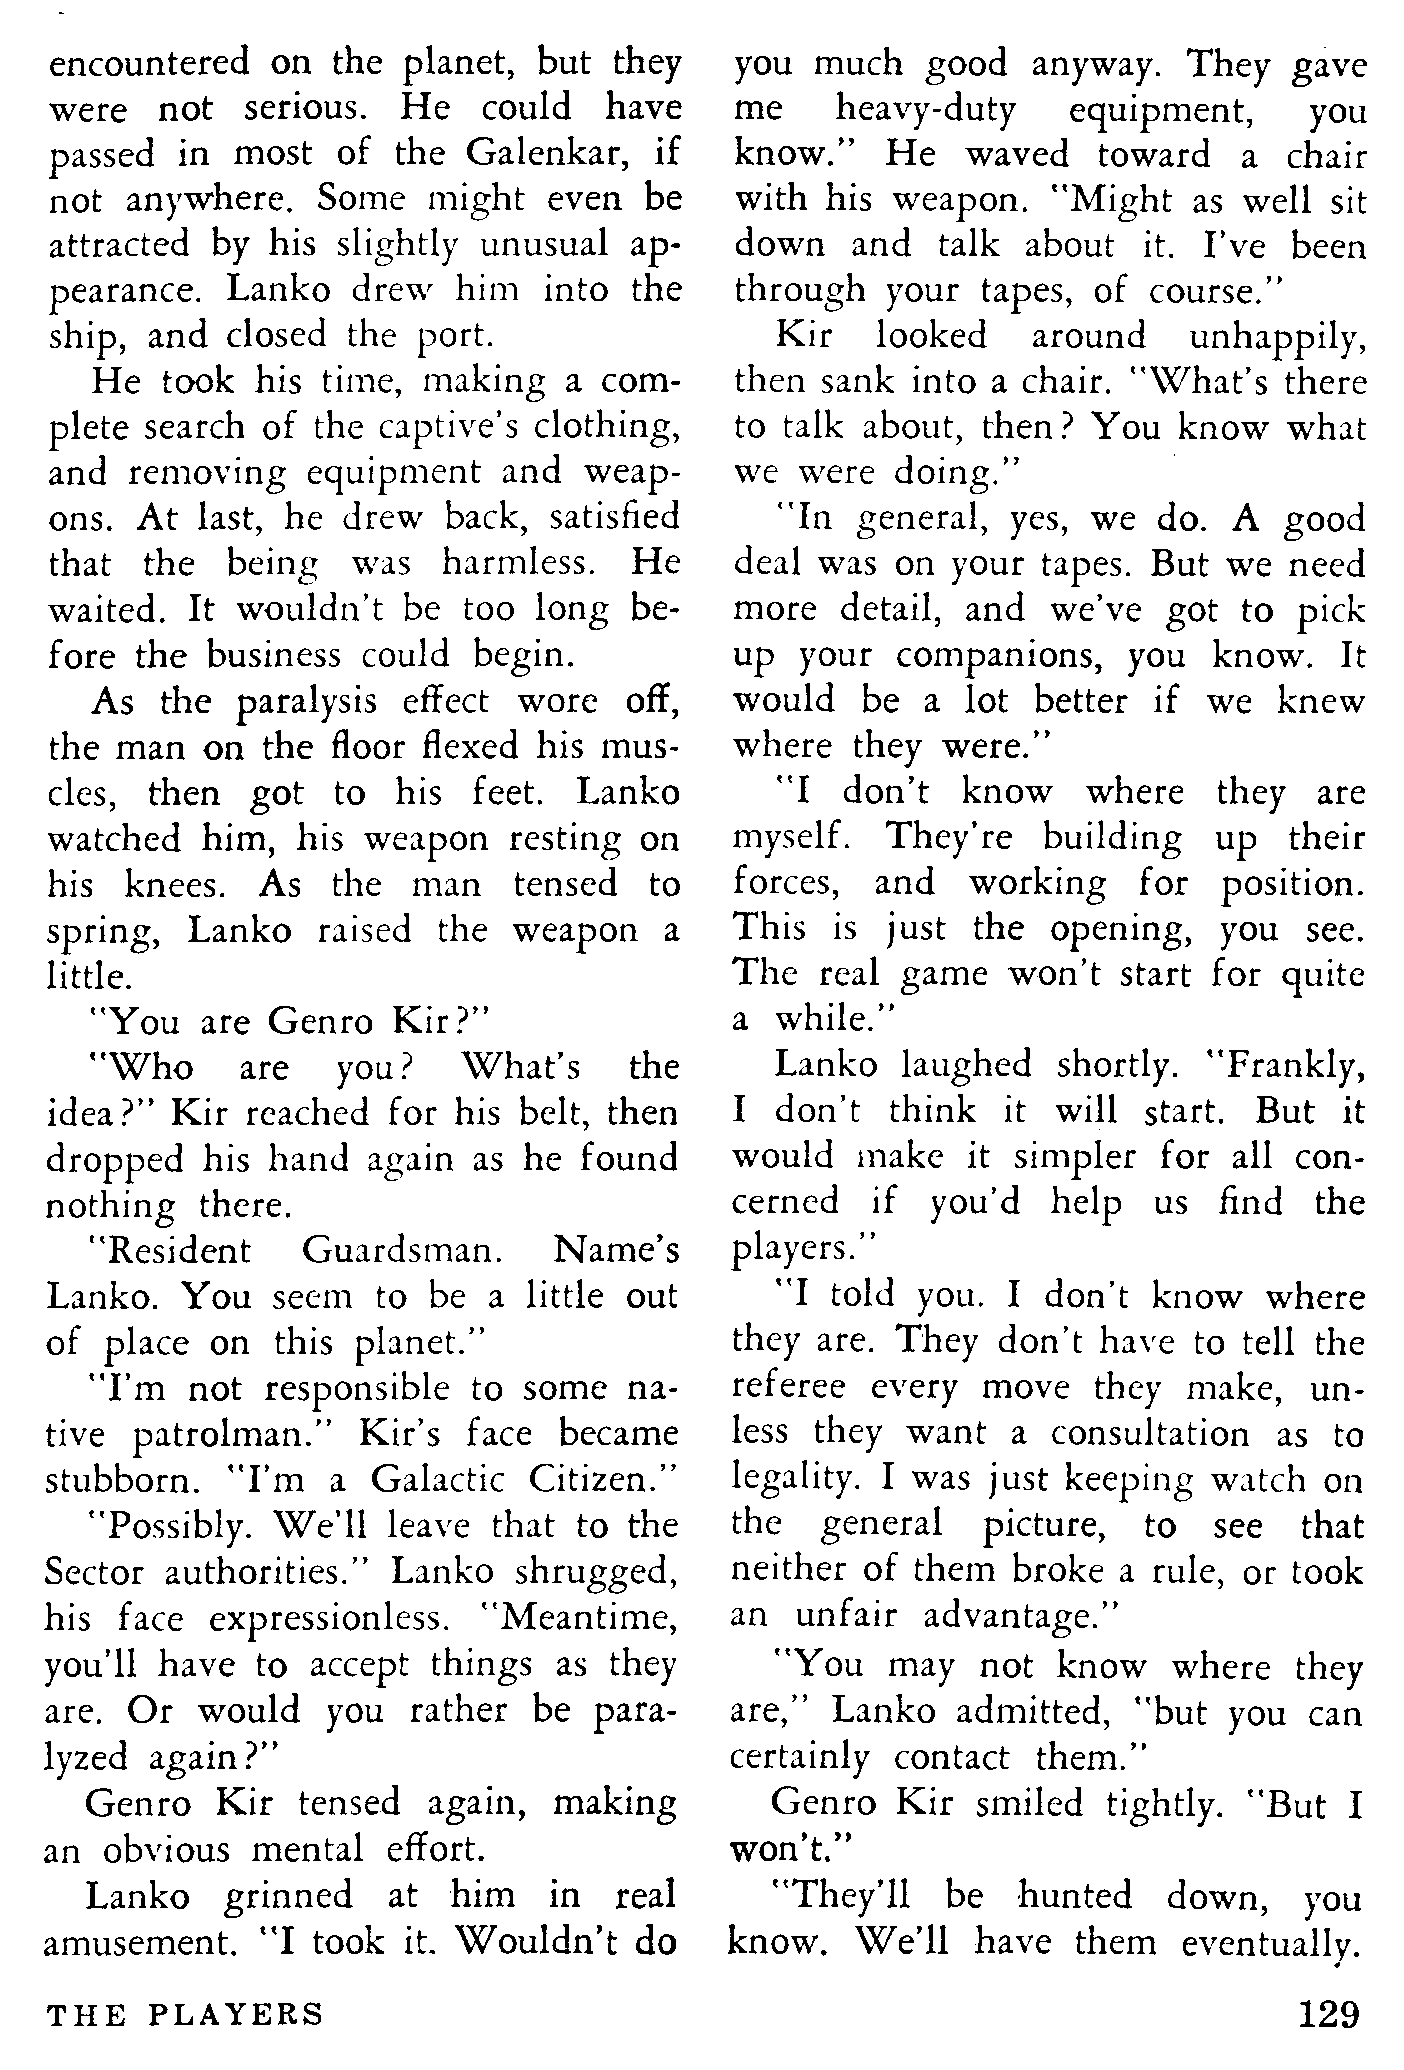 encountered on the planet, but they
were not serious. He could have
passed in most of the Galenkar, if
not anywhere. Some might even be
attracted by his slightly unusual ap-
pearance. Lanko drew him into the
ship, and closed the port.
He took his time, making a com-
plete search of the captive's clothing,
and removing equipment and weap-
ons. At last, he drew back, satisfied
that the being was harmless. He
waited. It wouldn't be too long be-
fore the business could begin.
As the paralysis effect wore off,
the man on the floor flexed his mus-
cles, then got to his feet. Lanko
watched him, his weapon resting on
his knees. As the man tensed to
spring, Lanko raised the weapon a
little.
"You are Genro Kir?"
"Who are you? What's the
idea?" Kir reached for his belt, then
dropped his hand again as he found
nothing there.
"Resident Guardsman. Name's
Lanko. You seem to be a little out
of place on this planet."
"I'm not responsible to some na-
tive patrolman." Kir's face became
stubborn. "I'm a Galactic Citizen."
"Possibly. We'll leave that to the
Sector authorities." Lanko shrugged,
his face expressionless. "Meantime,
you'll have to accept things as they
are. Or would you rather be para-
lyzed again?"
Genro Kir tensed again, making
an obvious mental effort.
Lanko grinned at him in real
amusement. "I took it. Wouldn't do
you much good anyway. They gave
me heavy-duty equipment, you
know." He waved toward a chair
with his weapon. "Might as well sit
down and talk about it. I've been
through your tapes, of course."
Kir looked around unhappily,
then sank into a chair. "What's there
to talk about, then? You know what
we were doing."
"In general, yes, we do. A good
deal was on your tapes. But we need
more detail, and we've got to pick
up your companions, you know. It
would be a lot better if we knew
where they were."
"I don't know where they are
myself. They're building up their
forces, and working for position.
This is just the opening, you see.
The real game won't start for quite
a while."
Lanko laughed shortly. "Frankly,
I don't think it will start. But it
would make it simpler for all con-
cerned if you'd help us find the
players."
"I told you. I don't know where
they are. They don't have to tell the
referee every move they make, un-
less they want a consultation as to
legality. I was just keeping watch on
the general picture, to see that
neither of them broke a rule, or took
an unfair advantage."
"You may not know where they
are," Lanko admitted, "but you can
certainly contact them."
Genro Kir smiled tightly. "But I
won't."
"They'll be hunted down, you
know. We'll have them eventually.
THE PLAYERS
129